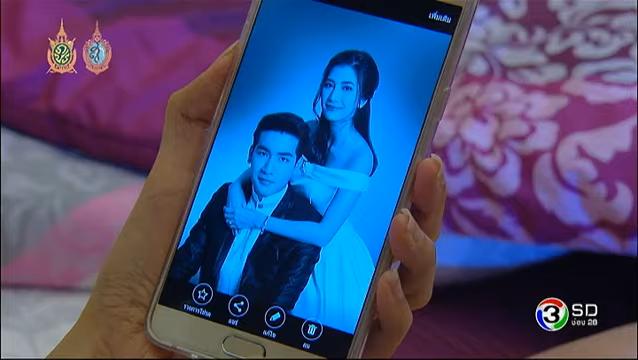 เพิ่มเติม
รายการโปรด
แชร์
แก้ไข
ลบ
3 SD
ช่อง 28